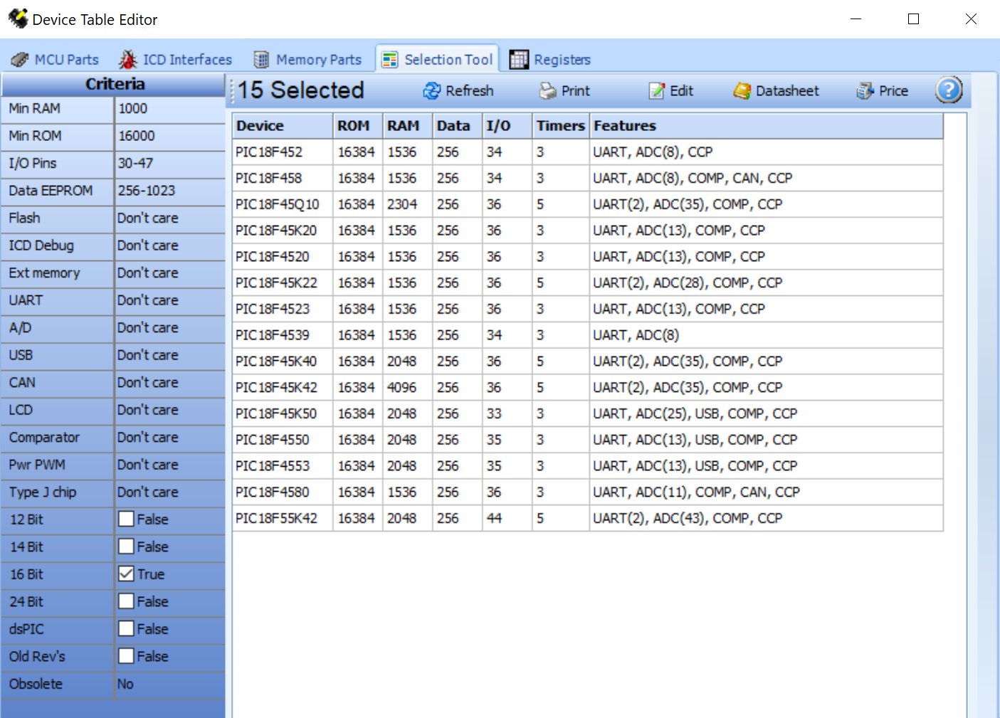 Device Table Editor
MCU Parts ICD Interfaces Memory Parts Selection Tool Registers
Criteria
Min RAM 1000
Min ROM 16000
I/O Pins 30-47
Data EEPROM 256-1023
Flash Don't care
ICD Debug Don't care
Ext memory Don't care
UART Don't care
A/D Don't care
USB Don't care
CAN Don't care
LCD Don't care
Comparator Don't care
Pwr PWM Don't care
Type J chip Don't care
12 Bit False
14 Bit False
16 Bit True
24 Bit False
dsPIC False
Old Rev's False
Obsolete No
15 Selected Refresh Print Edit Datasheet Price ?
Device ROM RAM Data I/O Timers Features
PIC18F452 16384 1536 256 34 3 UART, ADC(8), CCP
PIC18F458 16384 1536 256 34 3 UART, ADC(8), COMP, CAN, CCP
PIC18F45Q10 16384 2304 256 36 5 UART(2), ADC(35), COMP, CCP
PIC18F45K20 16384 1536 256 36 3 UART, ADC(13), COMP, CCP
PIC18F4520 16384 1536 256 36 3 UART, ADC(13), COMP, CCP
PIC18F45K22 16384 1536 256 36 5 UART(2), ADC(28), COMP, CCP
PIC18F4523 16384 1536 256 36 3 UART, ADC(13), COMP, CCP
PIC18F4539 16384 1536 256 34 3 UART, ADC(8)
PIC18F45K40 16384 2048 256 36 5 UART(2), ADC(35), COMP, CCP
PIC18F45K42 16384 4096 256 36 5 UART(2), ADC(35), COMP, CCP
PIC18F45K50 16384 2048 256 33 3 UART, ADC(25), USB, COMP, CCP
PIC18F4550 16384 2048 256 35 3 UART, ADC(13), USB, COMP, CCP
PIC18F4553 16384 2048 256 35 3 UART, ADC(13), USB, COMP, CCP
PIC18F4580 16384 1536 256 36 3 UART, ADC(11), COMP, CAN, CCP
PIC18F55K42 16384 2048 256 44 5 UART(2), ADC(43), COMP, CCP